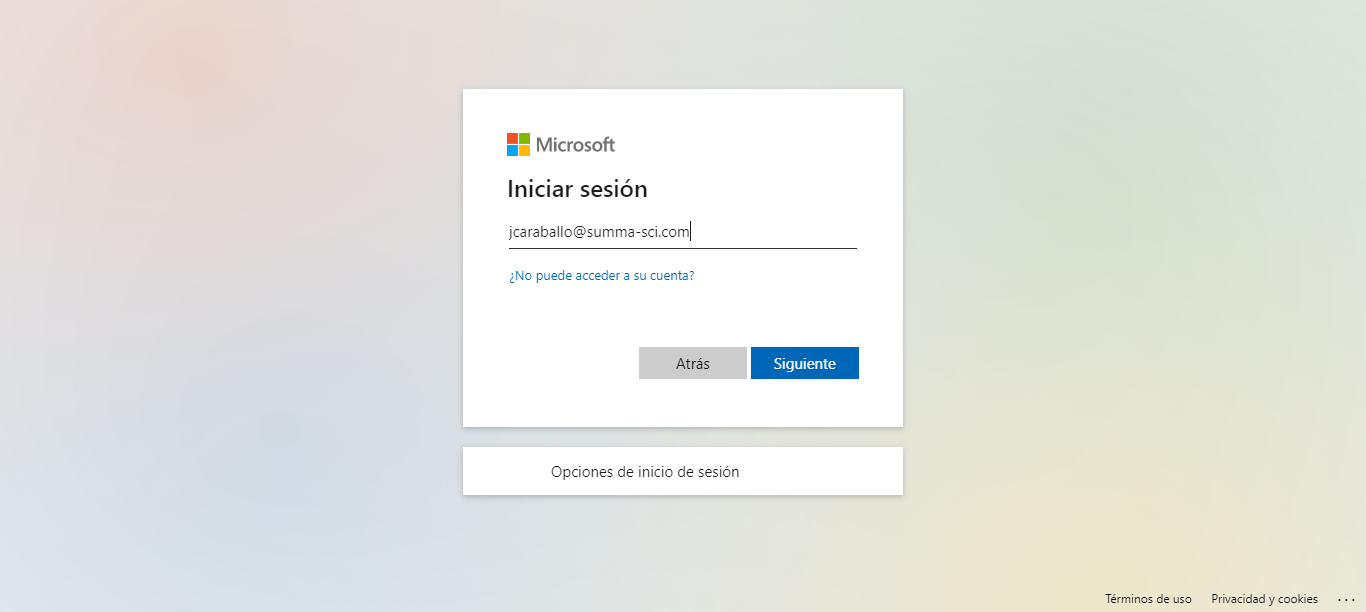 Microsoft
Iniciar sesión
jcaraballo@summa-sci.com
¿No puede acceder a su cuenta?
Atrás
Siguiente
Opciones de inicio de sesión
Términos de uso
Privacidad y cookies
...